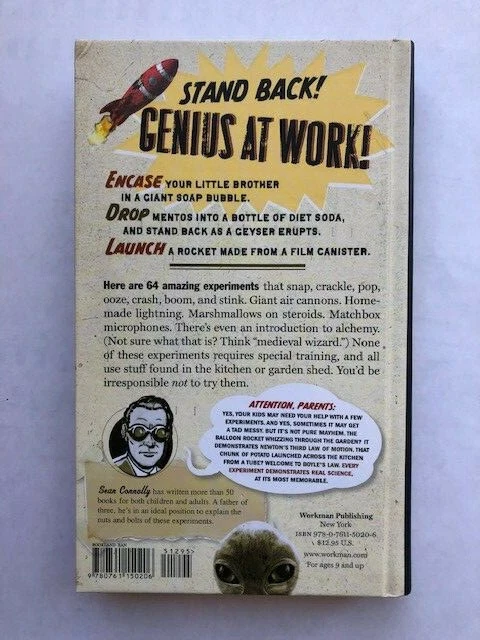 STAND BACK!
GENIUS AT WORK!
ENCASE YOUR LITTLE BROTHER
IN A GIANT SOAP BUBBLE.
DROP MENTOS INTO A BOTTLE OF DIET SODA,
AND STAND BACK AS A GEYSER ERUPTS.
LAUNCH A ROCKET MADE FROM A FILM CANISTER.
Here are 64 amazing experiments that snap, crackle, pop,
ooze, crash, boom, and stink. Giant air cannons. Home-
made lightning. Marshmallows on steroids. Matchbox
microphones. There's even an introduction to alchemy.
(Not sure what that is? Think "medieval wizard.") None
of these experiments requires special training, and all
use stuff found in the kitchen or garden shed. You'd be
irresponsible not to try them.
ATTENTION, PARENTS:
YES, YOUR KIDS MAY NEED YOUR HELP WITH A FEW
EXPERIMENTS, AND YES, SOMETIMES IT MAY GET
A TAD MESSY. BUT IT'S NOT PURE MAYHEM. THE
BALLOON ROCKET WHIZZING THROUGH THE GARDEN? IT
DEMONSTRATES NEWTON'S THIRD LAW OF MOTION. THAT
CHUNK OF POTATO LAUNCHED ACROSS THE KITCHEN
FROM A TUBE? WELCOME TO BOYLE'S LAW. EVERY
EXPERIMENT DEMONSTRATES REAL SCIENCE,
AT ITS MOST MEMORABLE.
Sean Connolly has written more than 50
books for both children and adults. A father of
three, he's in an ideal position to explain the
nuts and bolts of these experiments.
Workman Publishing
New York
ISBN 978-0-7611-5020-6
$12.95 U.S.
www.workman.com
For ages 9 and up
BOOKLAND EAN
51295>
9 780761 150206